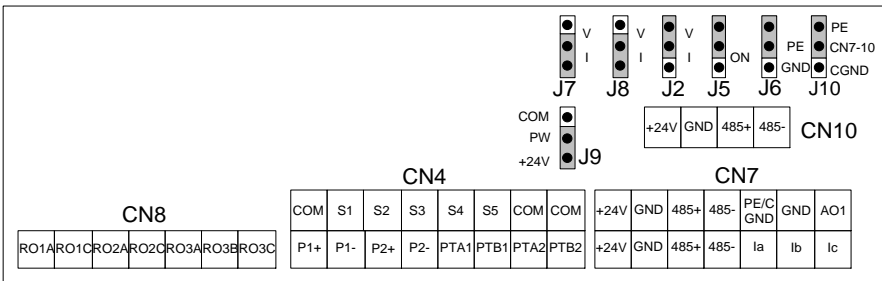 V V V PE
I I I ON PE GND CN7-10 CGND
J7 J8 J2 J5 J6 J10
COM
PW
+24V J9
+24V GND 485+ 485- CN10
CN8
RO1A RO1C RO2A RO2C RO3A RO3B RO3C
CN4
COM S1 S2 S3 S4 S5 COM COM
P1+ P1- P2+ P2- PTA1 PTB1 PTA2 PTB2
CN7
+24V GND 485+ 485- PE/C GND GND AO1
+24V GND 485+ 485- Ia Ib Ic